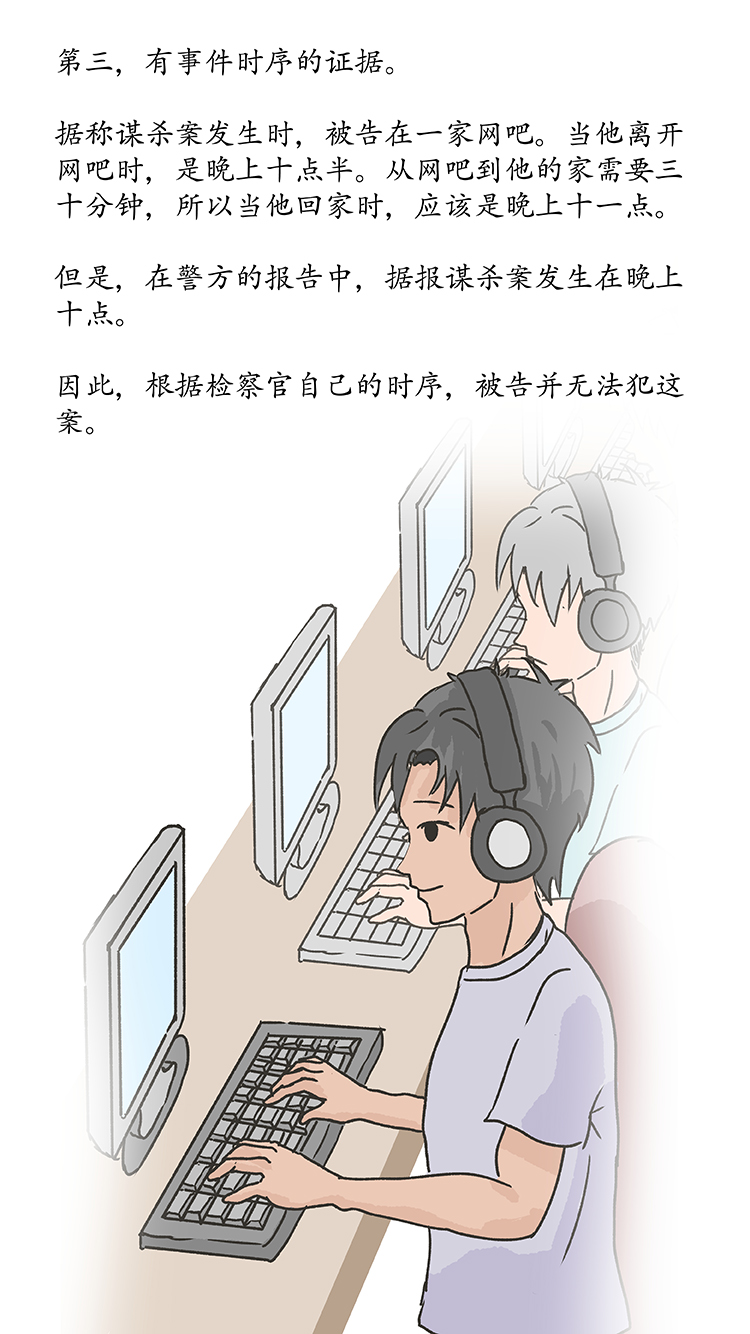 第三，有事件时序的证据。
据称谋杀案发生时，被告在一家网吧。当他离开
网吧时，是晚上十点半。从网吧到他的家需要三
十分钟，所以当他回家时，应该是晚上十一点。
但是，在警方的报告中，据报谋杀案发生在晚上
十点。
因此，根据检察官自己的时序，被告并无法犯这
案。